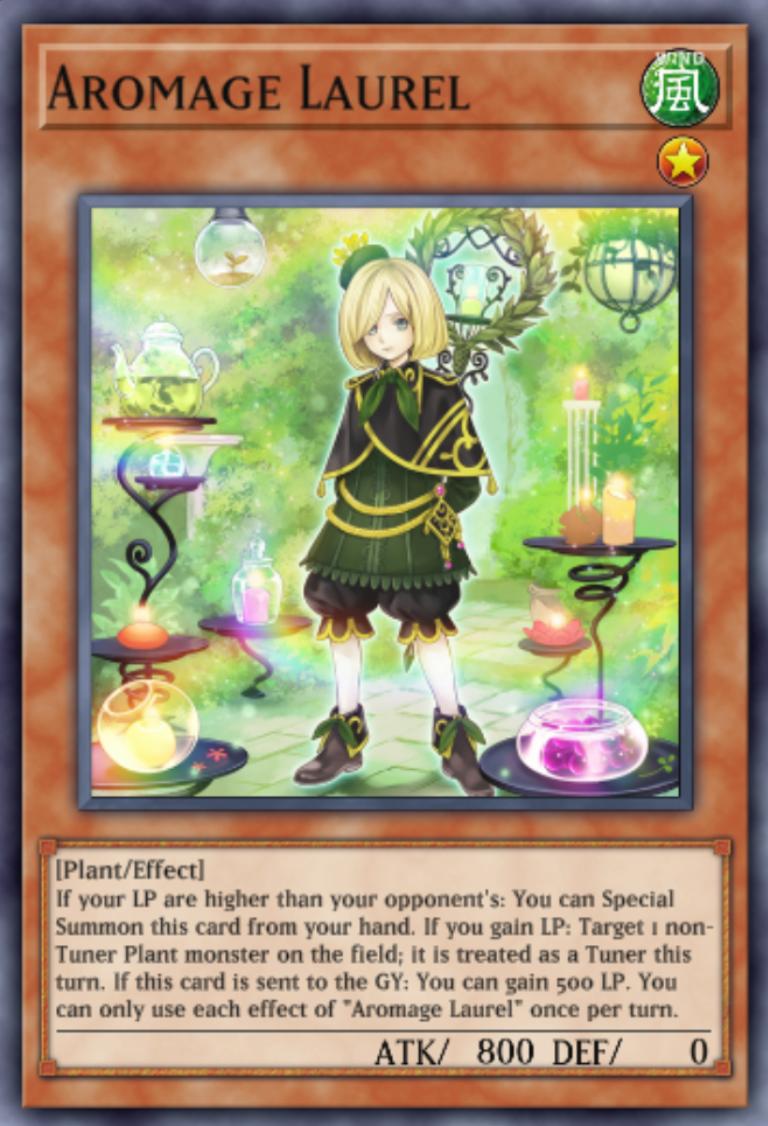 Aromage Laurel
WIND
風
[Plant/Effect]
If your LP are higher than your opponent's: You can Special
Summon this card from your hand. If you gain LP: Target 1 non-
Tuner Plant monster on the field; it is treated as a Tuner this
turn. If this card is sent to the GY: You can gain 500 LP. You
can only use each effect of "Aromage Laurel" once per turn.
ATK/ 800 DEF/ 0